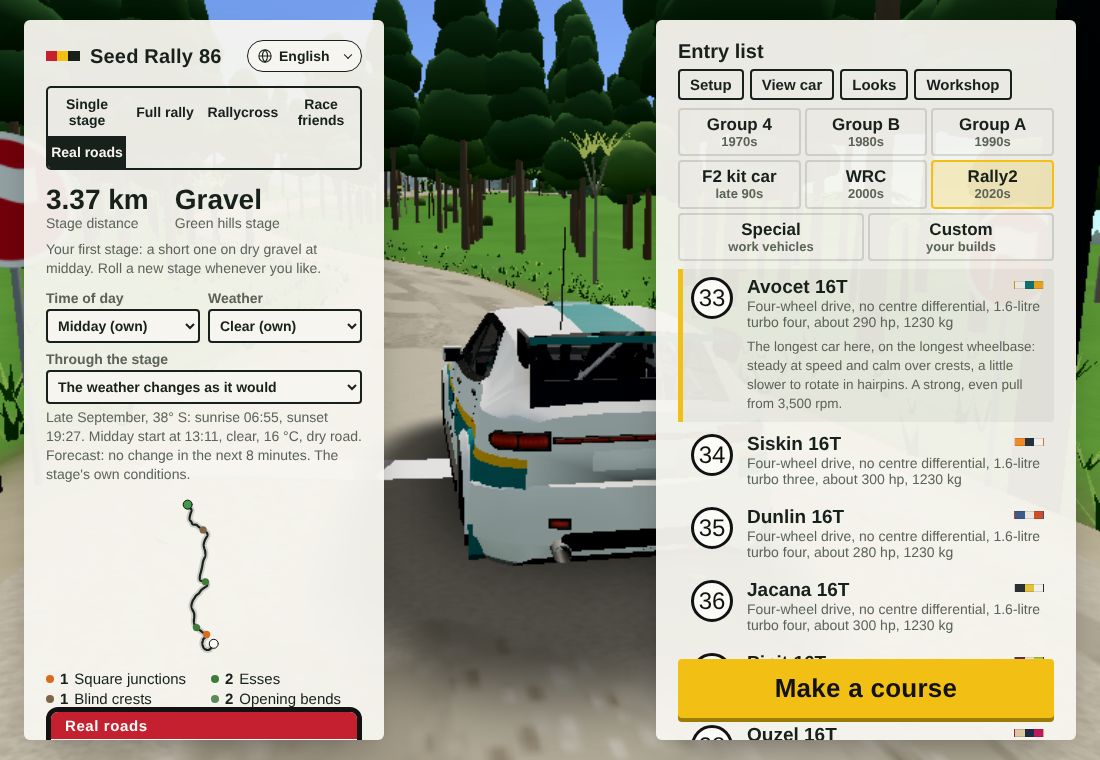 Seed Rally 86
English
Single stage
Full rally
Rallycross
Race friends
Real roads
3.37 km
Stage distance
Gravel
Green hills stage
Your first stage: a short one on dry gravel at
midday. Roll a new stage whenever you like.
Time of day
Weather
Midday (own)
Clear (own)
Through the stage
The weather changes as it would
Late September, 38° S: sunrise 06:55, sunset
19:27. Midday start at 13:11, clear, 16 °C, dry road.
Forecast: no change in the next 8 minutes. The
stage's own conditions.
1 Square junctions
2 Esses
1 Blind crests
2 Opening bends
Real roads
Entry list
Setup
View car
Looks
Workshop
Group 4
1970s
Group B
1980s
Group A
1990s
F2 kit car
late 90s
WRC
2000s
Rally2
2020s
Special
work vehicles
Custom
your builds
33
Avocet 16T
Four-wheel drive, no centre differential, 1.6-litre
turbo four, about 290 hp, 1230 kg
The longest car here, on the longest wheelbase:
steady at speed and calm over crests, a little
slower to rotate in hairpins. A strong, even pull
from 3,500 rpm.
34
Siskin 16T
Four-wheel drive, no centre differential, 1.6-litre
turbo three, about 300 hp, 1230 kg
35
Dunlin 16T
Four-wheel drive, no centre differential, 1.6-litre
turbo four, about 280 hp, 1230 kg
36
Jacana 16T
Four-wheel drive, no centre differential, 1.6-litre
turbo four, about 300 hp, 1230 kg
Make a course
Ouzel 16T